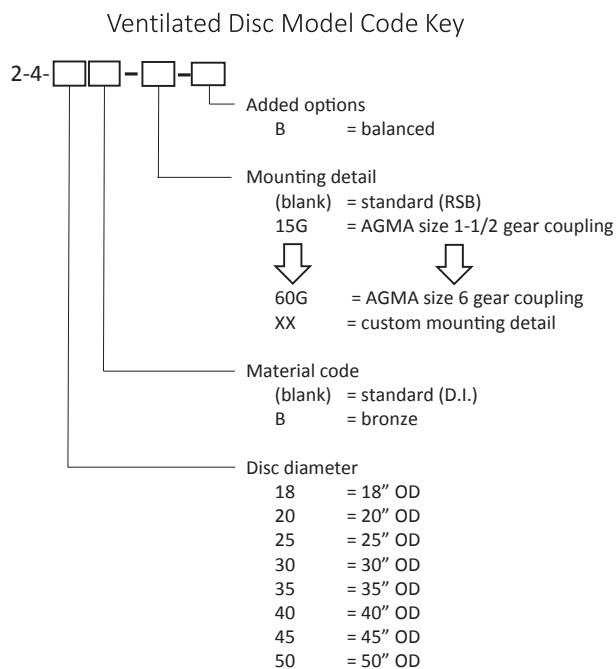 Ventilated Disc Model Code Key
2-4-
–
–
Added options
B = balanced
Mounting detail
(blank) = standard (RSB)
15G = AGMA size 1-1/2 gear coupling
60G = AGMA size 6 gear coupling
XX = custom mounting detail
Material code
(blank) = standard (D.I.)
B = bronze
Disc diameter
18 = 18” OD
20 = 20” OD
25 = 25” OD
30 = 30” OD
35 = 35” OD
40 = 40” OD
45 = 45” OD
50 = 50” OD